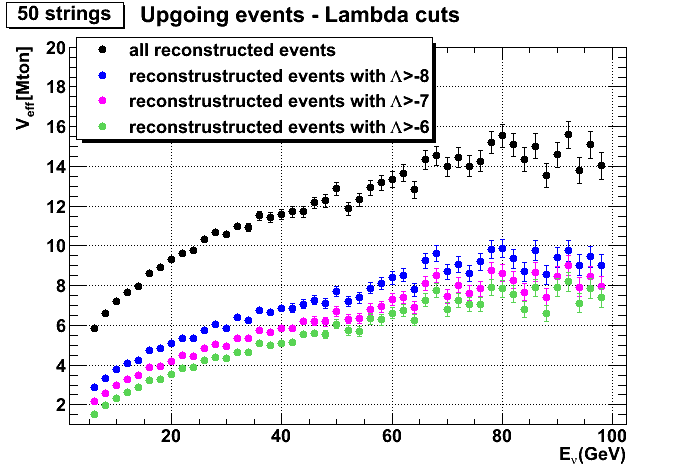 50 strings
Upgoing events - Lambda cuts
all reconstructed events
reconstrustructed events with Λ>-8
reconstrustructed events with Λ>-7
reconstrustructed events with Λ>-6
V_eff[Mton]
20
18
16
14
12
10
8
6
4
2
20 40 60 80 100
E_ν(GeV)